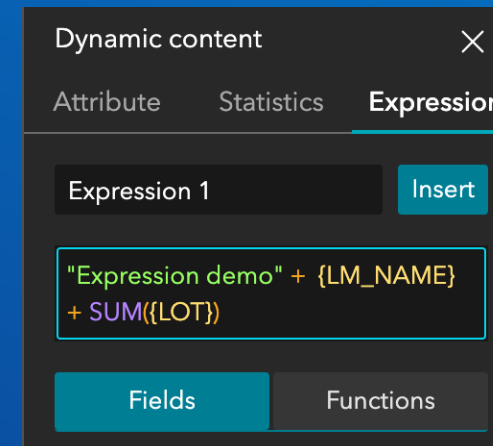 Dynamic content
Attribute Statistics Expression
Expression 1 Insert
"Expression demo" + {LM_NAME}
+ SUM({LOT})
Fields Functions